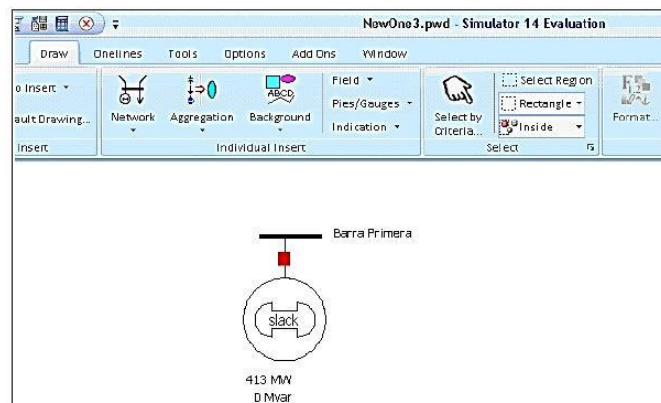 NewOne3.pwd - Simulator 14 Evaluation
Draw Onelines Tools Options Add Ons Window
o Insert
ault Drawing...
Insert
Network
Aggregation
ABCD
Background
Field
Pies/Gauges
Indication
Individual Insert
Select by
Criteria...
Select Region
Rectangle
Inside
Select
Format...
Barra Primera
slack
413 MW
0 Mvar